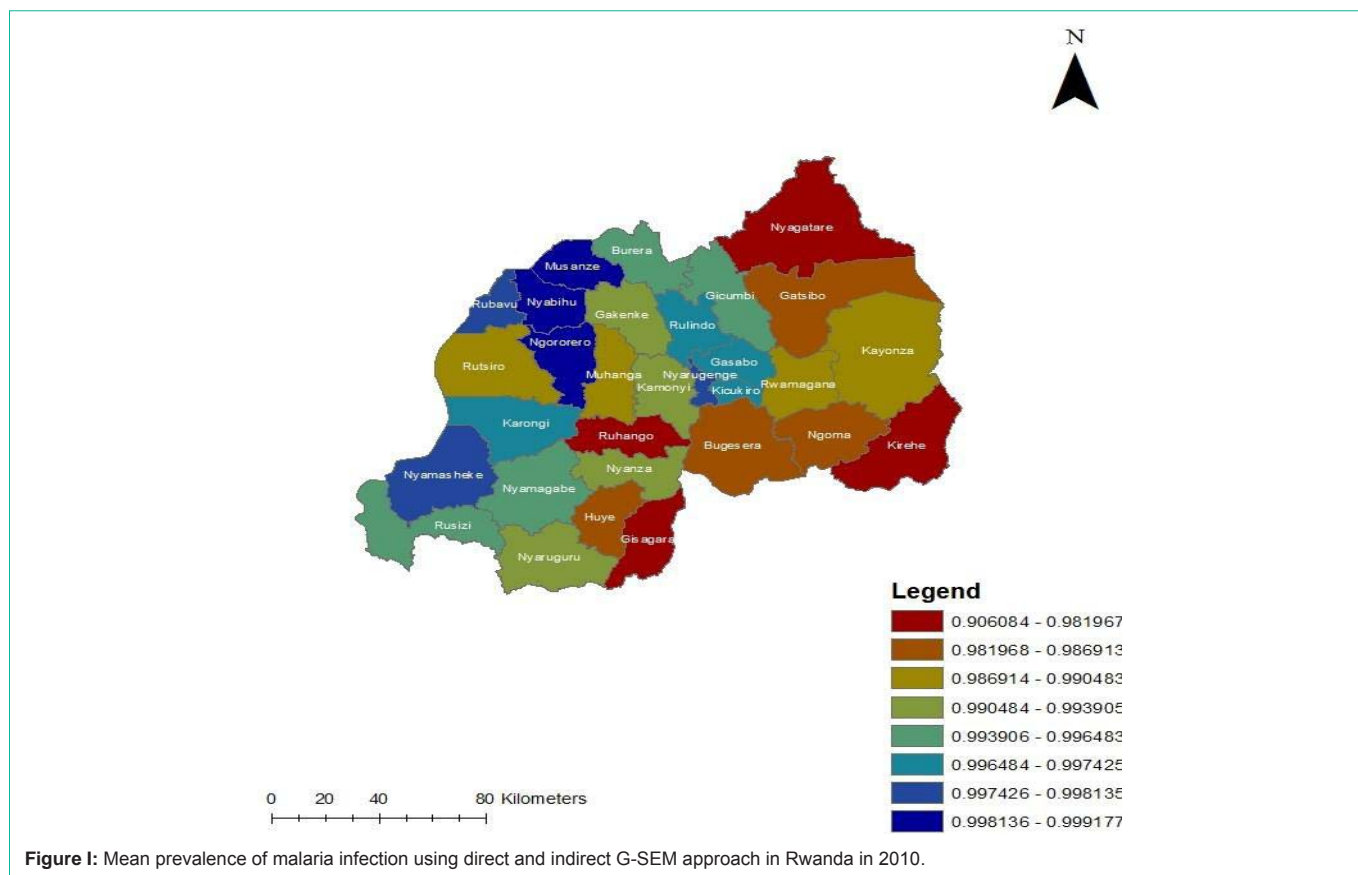 N
Nyagatare
Burera
Musanze
Gicumbi
Gatsibo
Rubavu
Nyabihu
Gakenke
Rulindo
Ngororero
Gasabo
Kayonza
Rutsiro
Muhanga
Nyarugenge
Kamonyi
Kicukiro
Rwamagana
Karongi
Ruhango
Bugesera
Ngoma
Kirehe
Nyanza
Nyamasheke
Nyamagabe
Huye
Rusizi
Gisagara
Nyaruguru
Legend
0.906084 - 0.981967
0.981968 - 0.986913
0.986914 - 0.990483
0.990484 - 0.993905
0.993906 - 0.996483
0.996484 - 0.997425
0.997426 - 0.998135
0.998136 - 0.999177
0 20 40 80 Kilometers
Figure I: Mean prevalence of malaria infection using direct and indirect G-SEM approach in Rwanda in 2010.